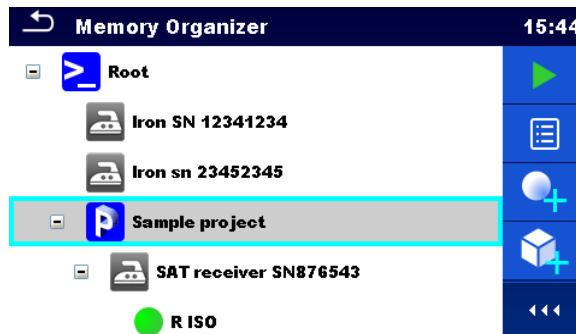 Memory Organizer 15:44
Root
Iron SN 12341234
Iron sn 23452345
Sample project
SAT receiver SN876543
R ISO